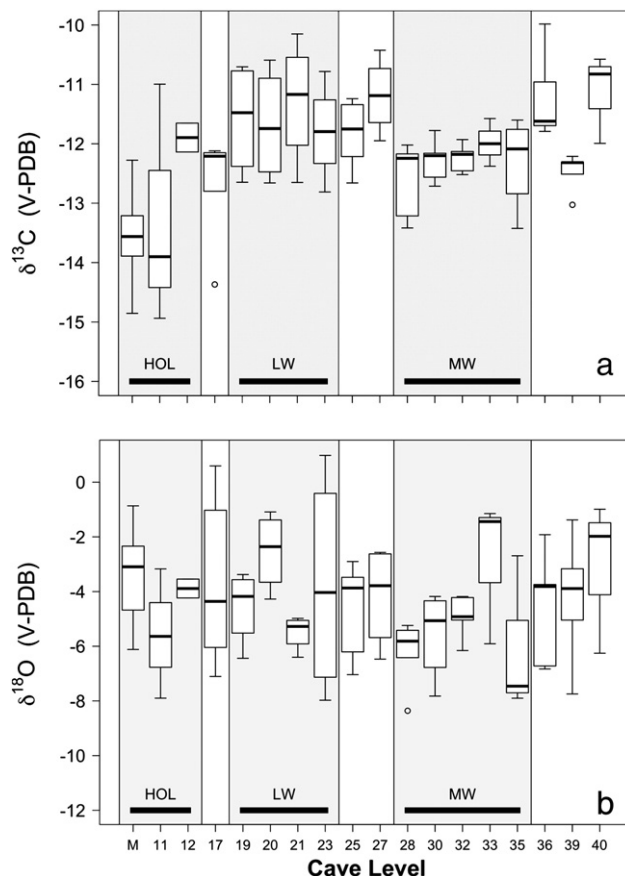 -10
-11
-12
-13
-14
-15
-16
δ13C (V-PDB)
HOL LW MW
a
0
-2
-4
-6
-8
-10
-12
δ18O (V-PDB)
HOL LW MW
b
M 11 12 17 19 20 21 23 25 27 28 30 32 33 35 36 39 40
Cave Level